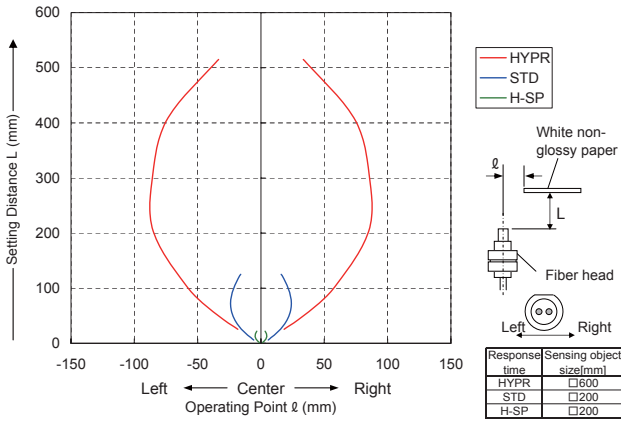 600
500
400
300
200
100
0
Setting Distance L (mm)
-150 -100 -50 0 50 100 150
Left Center Right
Operating Point ℓ (mm)
HYPR
STD
H-SP
White non-
glossy paper
ℓ
L
Fiber head
Left Right
Response time Sensing object size[mm]
HYPR □600
STD □200
H-SP □200